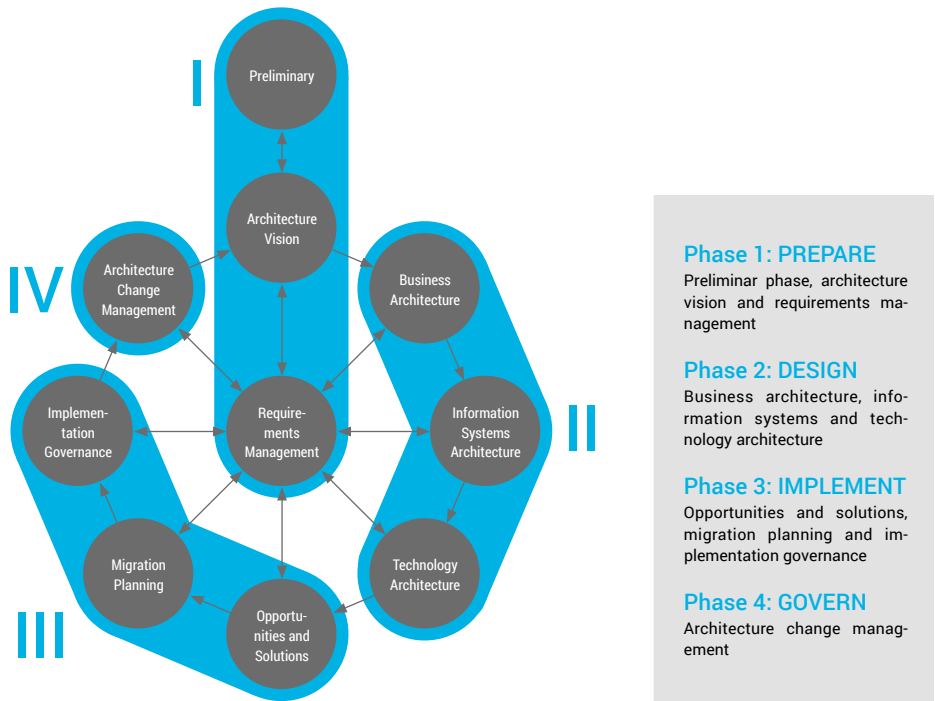 I
Preliminary
Architecture
Vision
IV
Architecture
Change
Management
Business
Architecture
Implemen-
tation
Governance
Require-
ments
Management
Information
Systems
Architecture
II
Migration
Planning
Technology
Architecture
III
Opportu-
nities and
Solutions
Phase 1: PREPARE
Preliminar phase, architecture
vision and requirements ma-
nagement
Phase 2: DESIGN
Business architecture, info-
rmation systems and tech-
nology architecture
Phase 3: IMPLEMENT
Opportunities and solutions,
migration planning and im-
plementation governance
Phase 4: GOVERN
Architecture change manag-
ement